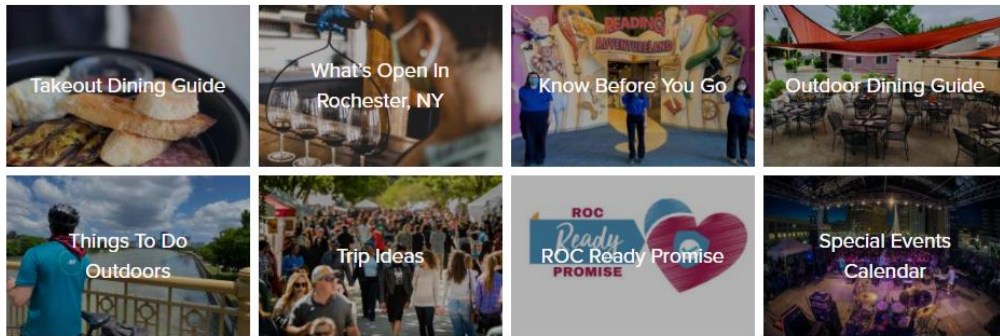 Takeout Dining Guide
What's Open In
Rochester, NY
READING
ADVENTURELAND
Know Before You Go
Outdoor Dining Guide
Things To Do
Outdoors
Trip Ideas
ROC
Ready
PROMISE
ROC Ready Promise
Special Events
Calendar